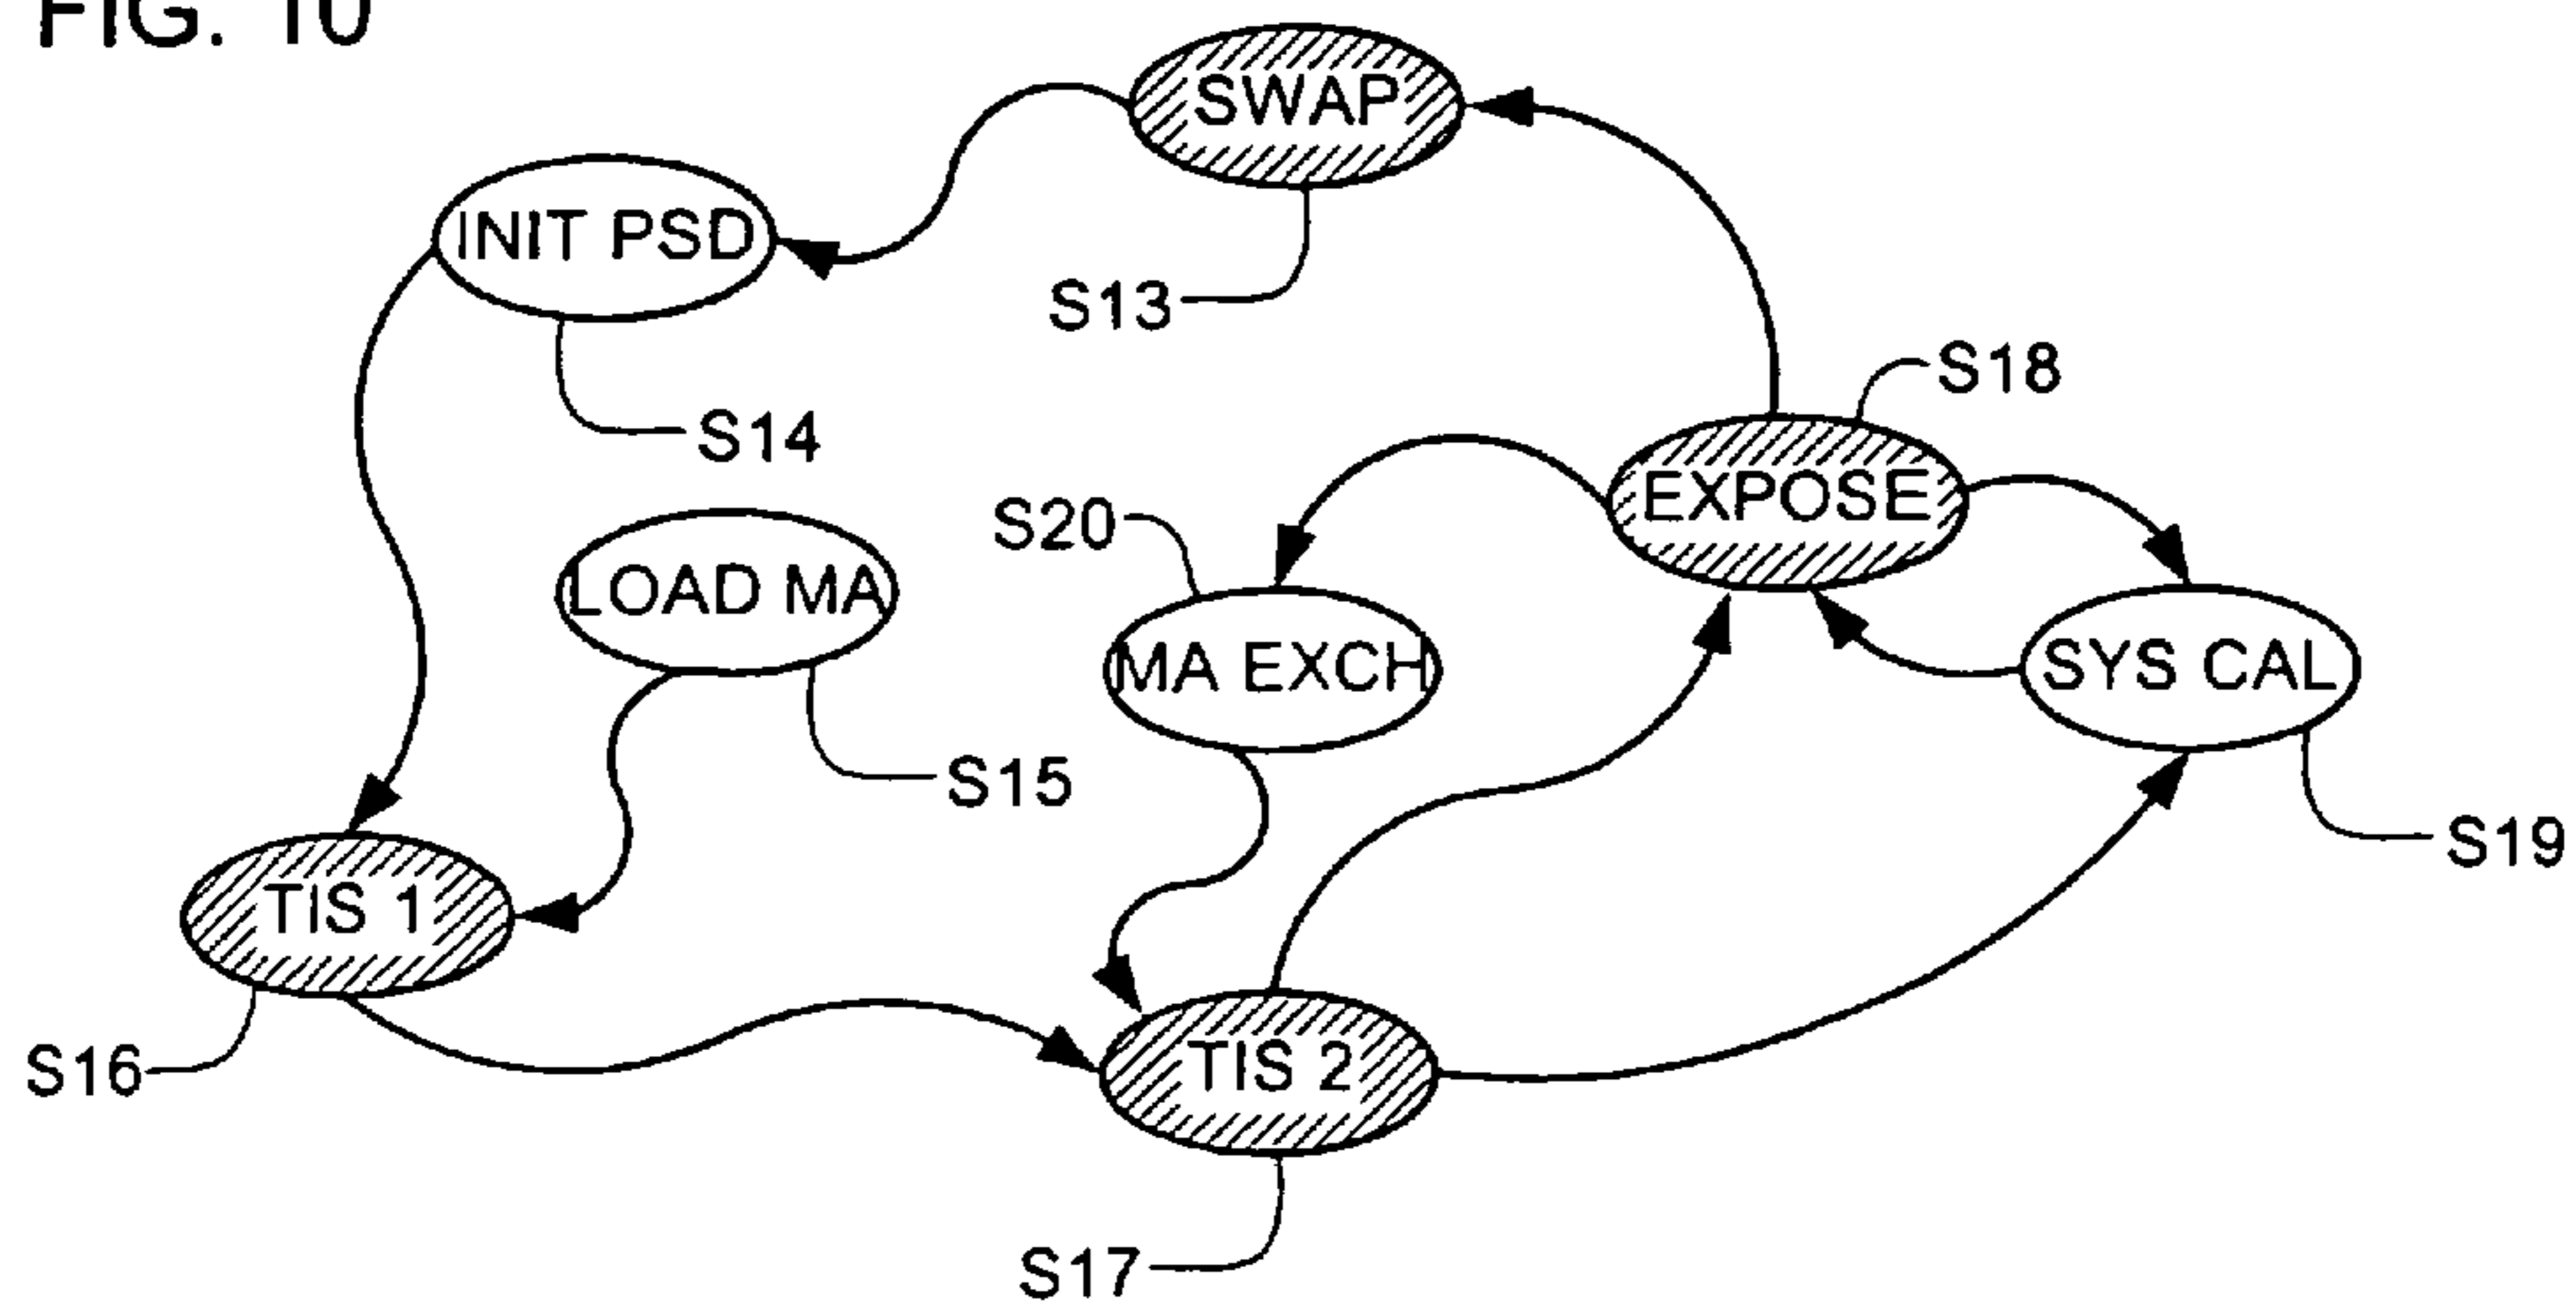 FIG. 10
SWAP
INIT PSD
S13
S18
S14
EXPOSE
S20
LOAD MA
MA EXCH
SYS CAL
S15
S19
TIS 1
S16
TIS 2
S17